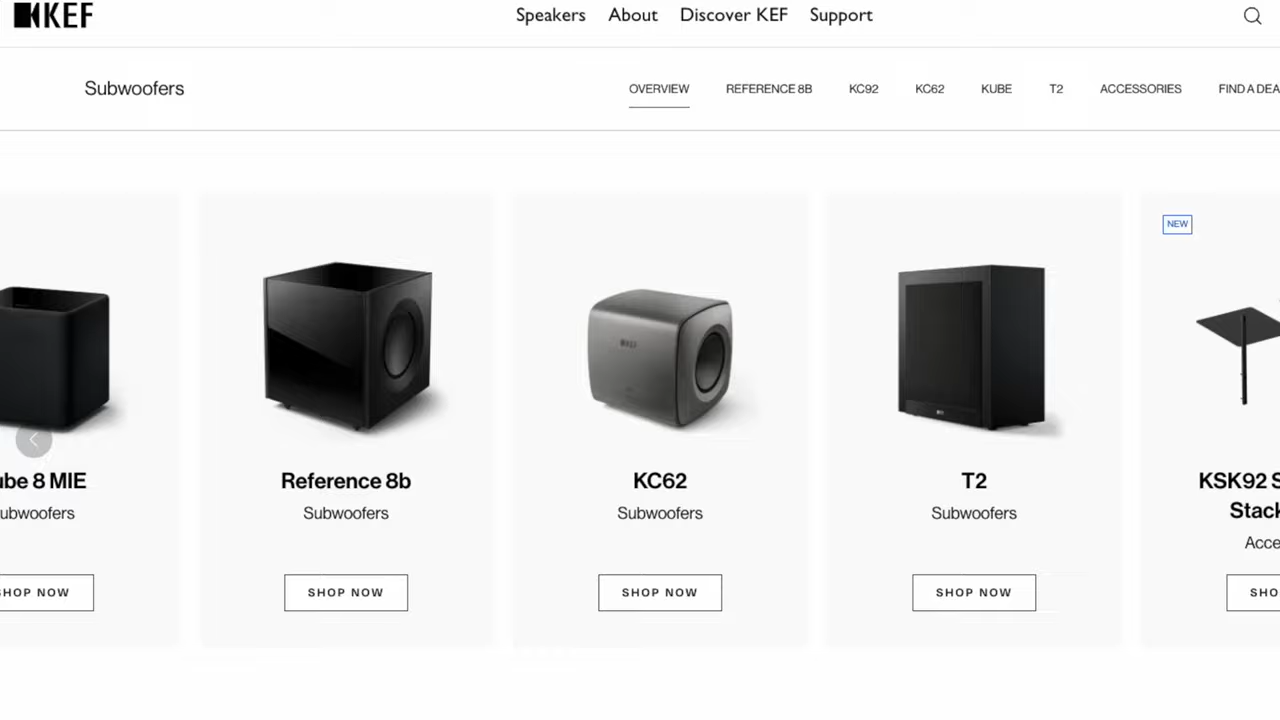 KEF
Speakers About Discover KEF Support
Subwoofers
OVERVIEW REFERENCE 8B KC92 KC62 KUBE T2 ACCESSORIES FIND A DEA
NEW
KEF
ube 8 MIE
ubwoofers
SHOP NOW
Reference 8b
Subwoofers
SHOP NOW
KC62
Subwoofers
SHOP NOW
T2
Subwoofers
SHOP NOW
KSK92 S
Stack
Acce
SHO